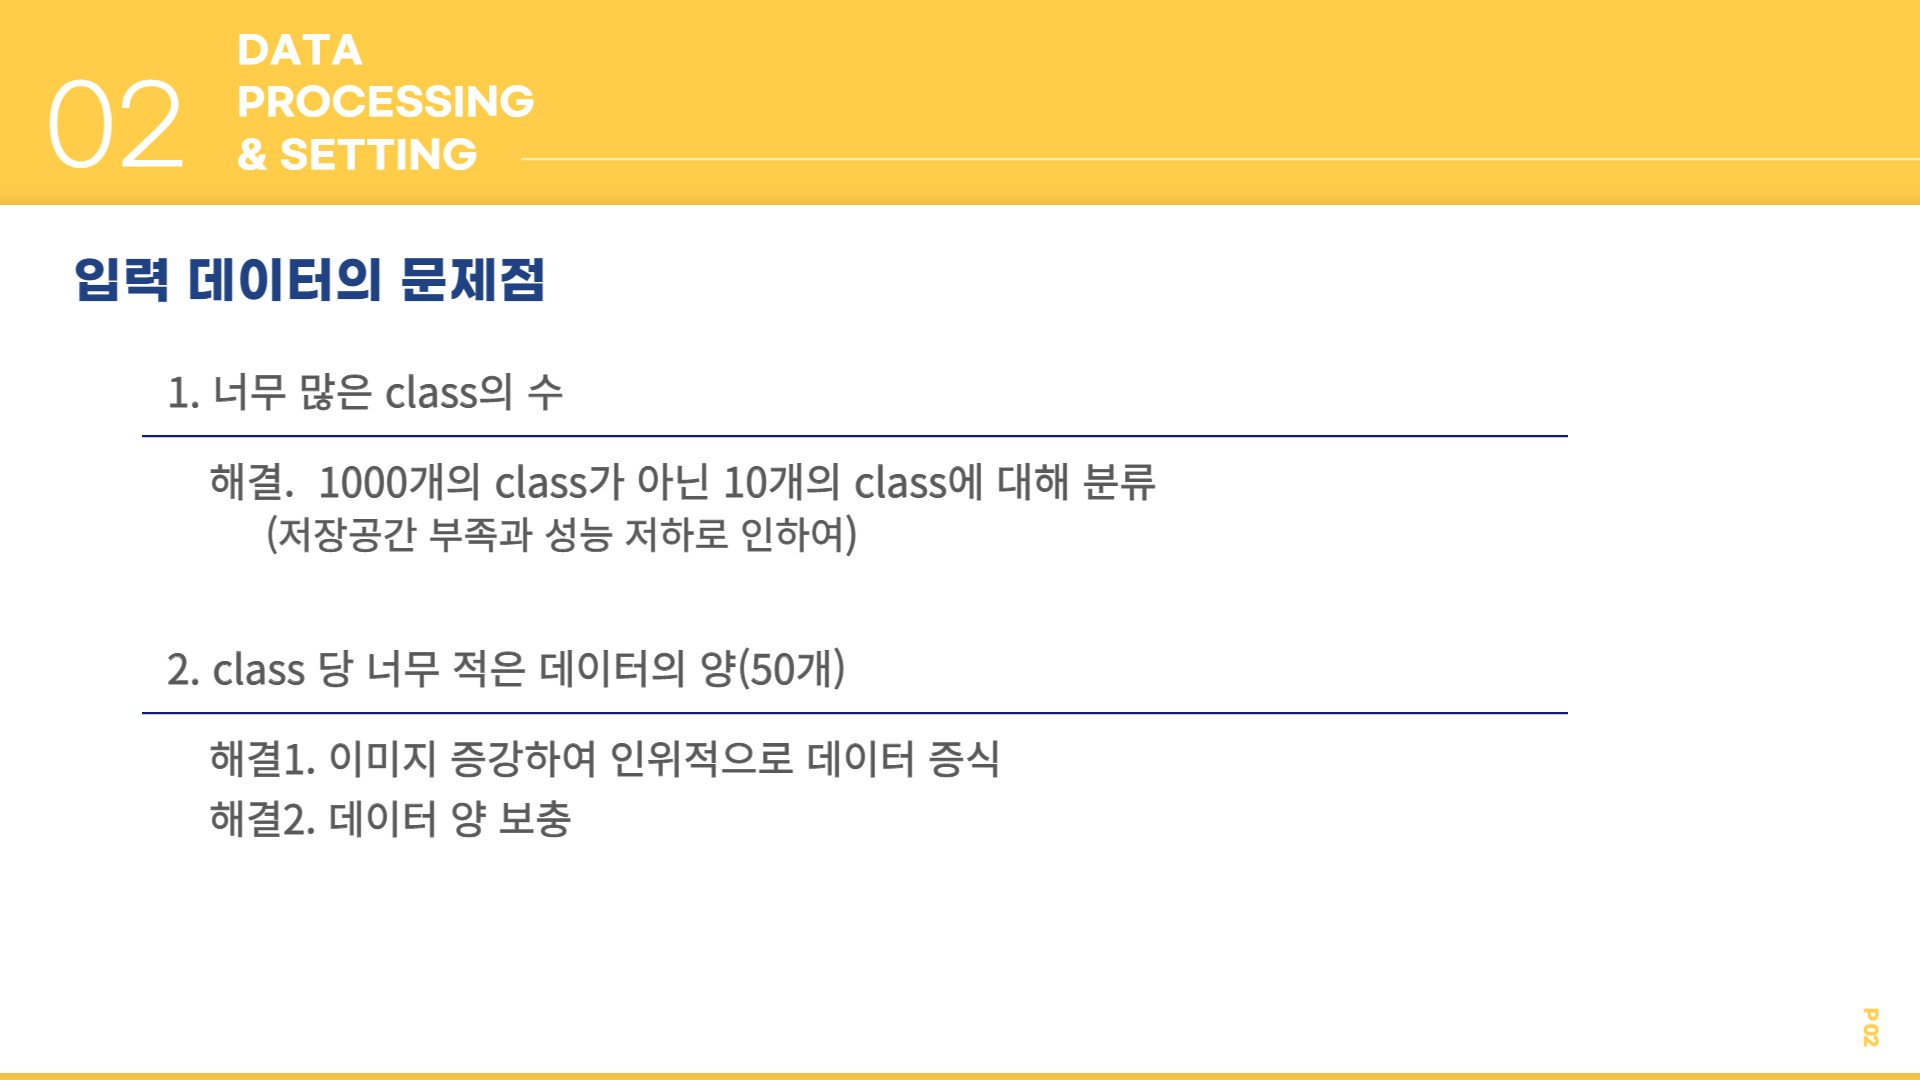 02
DATA
PROCESSING
& SETTING
입력 데이터의 문제점
1. 너무 많은 class의 수
해결. 1000개의 class가 아닌 10개의 class에 대해 분류
(저장공간 부족과 성능 저하로 인하여)
2. class 당 너무 적은 데이터의 양(50개)
해결1. 이미지 증강하여 인위적으로 데이터 증식
해결2. 데이터 양 보충
P 02